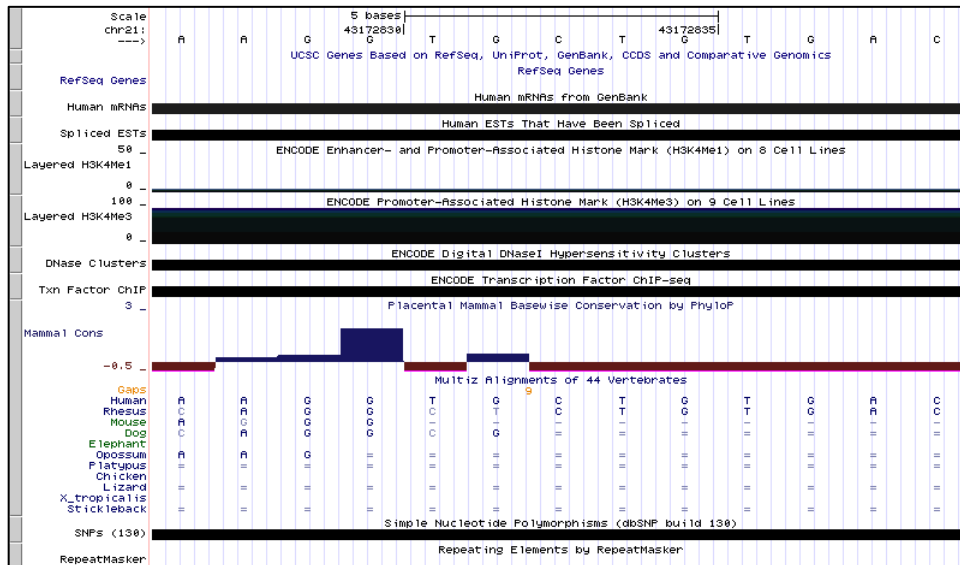 Scale 5 bases
chr21: 43172830 43172835
---> A A G G T G C T G T G A C
UCSC Genes Based on RefSeq, UniProt, GenBank, CCDS and Comparative Genomics
RefSeq Genes
RefSeq Genes
Human mRNAs from GenBank
Human mRNAs
Human ESTs That Have Been Spliced
Spliced ESTs
50 _ ENCODE Enhancer- and Promoter-Associated Histone Mark (H3K4Me1) on 8 Cell Lines
Layered H3K4Me1
0 _
100 _ ENCODE Promoter-Associated Histone Mark (H3K4Me3) on 9 Cell Lines
Layered H3K4Me3
0 _
ENCODE Digital DNaseI Hypersensitivity Clusters
DNase Clusters
ENCODE Transcription Factor ChIP-seq
Txn Factor ChIP
3 _ Placental Mammal Basewise Conservation by PhyloP
Mammal Cons
-0.5 _
Multiz Alignments of 44 Vertebrates
Gaps 9
Human A A G G T G C T G T G A C
Rhesus C A G G C T C T G T G A C
Mouse A G G G - - - - - - - - -
Dog C A G G C G = = = = = = =
Elephant
Opossum A A G = = = = = = = = = =
Platypus = = = = = = = = = = = = =
Chicken
Lizard = = = = = = = = = = = = =
X_tropicalis
Stickleback = = = = = = = = = = = = =
Simple Nucleotide Polymorphisms (dbSNP build 130)
SNPs (130)
Repeating Elements by RepeatMasker
RepeatMasker